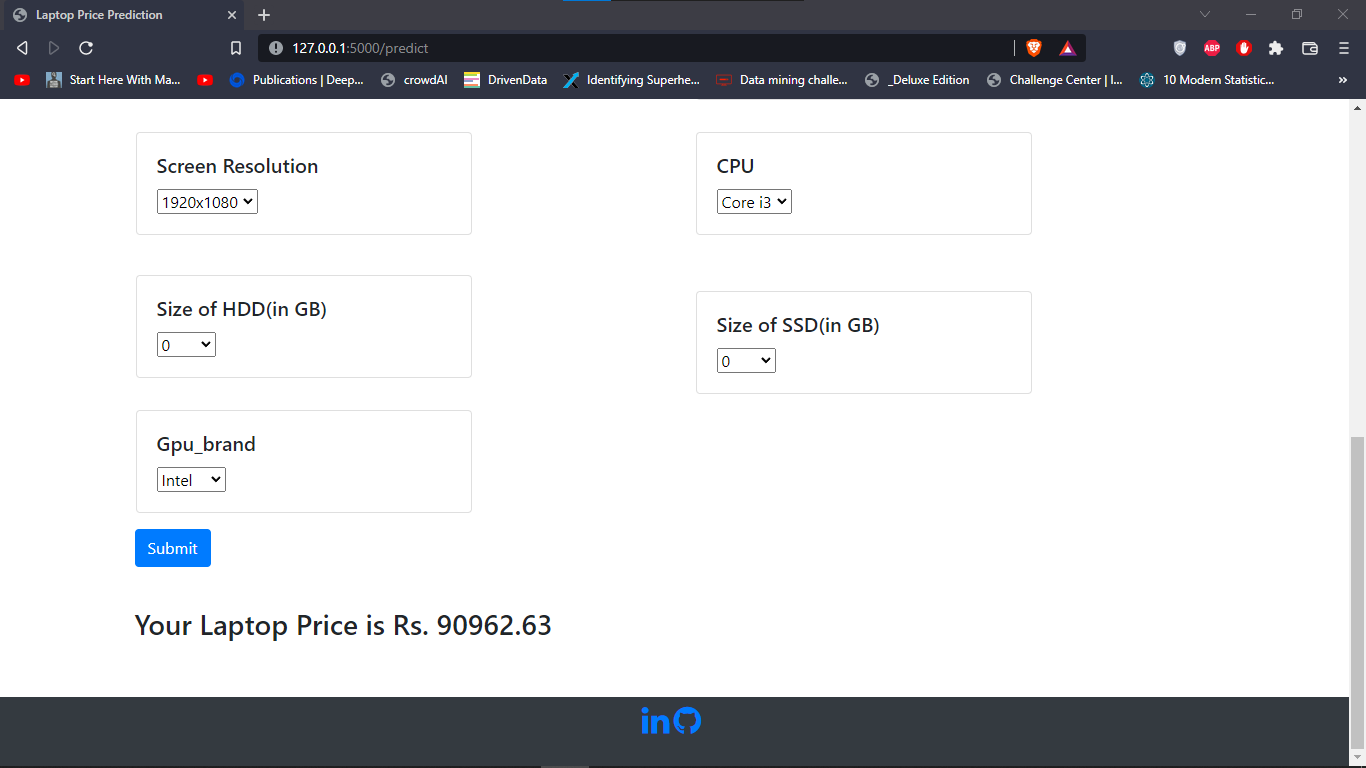 Laptop Price Prediction
127.0.0.1:5000/predict
ABP
Start Here With Ma...
Publications | Deep...
crowdAI
DrivenData
Identifying Superhe...
Data mining challe...
_Deluxe Edition
Challenge Center | I...
10 Modern Statistic...
»
Screen Resolution
1920x1080
CPU
Core i3
Size of HDD(in GB)
0
Size of SSD(in GB)
0
Gpu_brand
Intel
Submit
Your Laptop Price is Rs. 90962.63
in